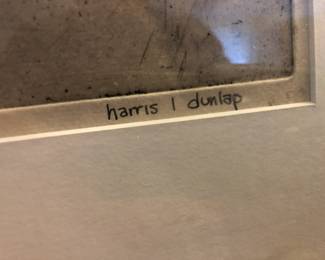 harris | dunlap